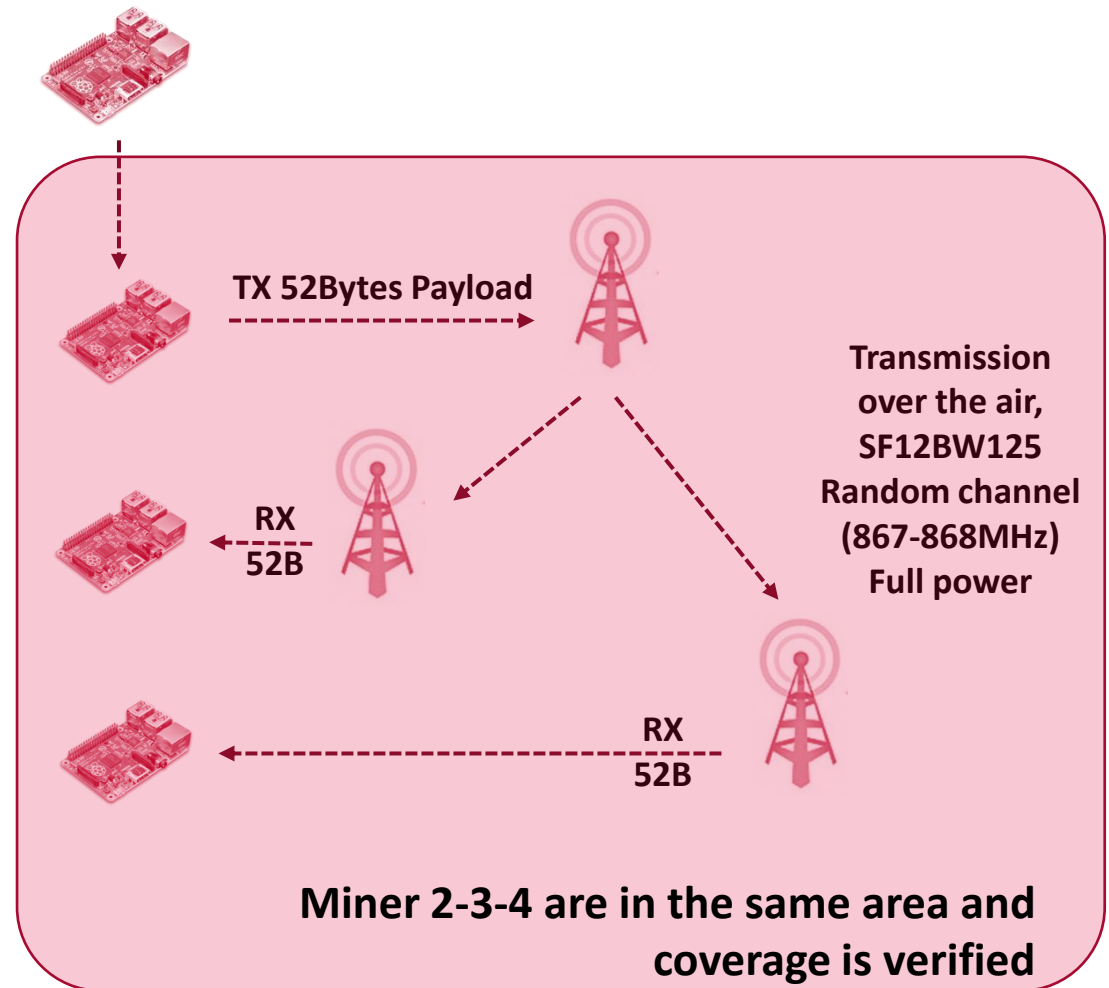 TX 52Bytes Payload
Transmission
over the air,
SF12BW125
Random channel
(867-868MHz)
Full power
RX
52B
RX
52B
Miner 2-3-4 are in the same area and
coverage is verified